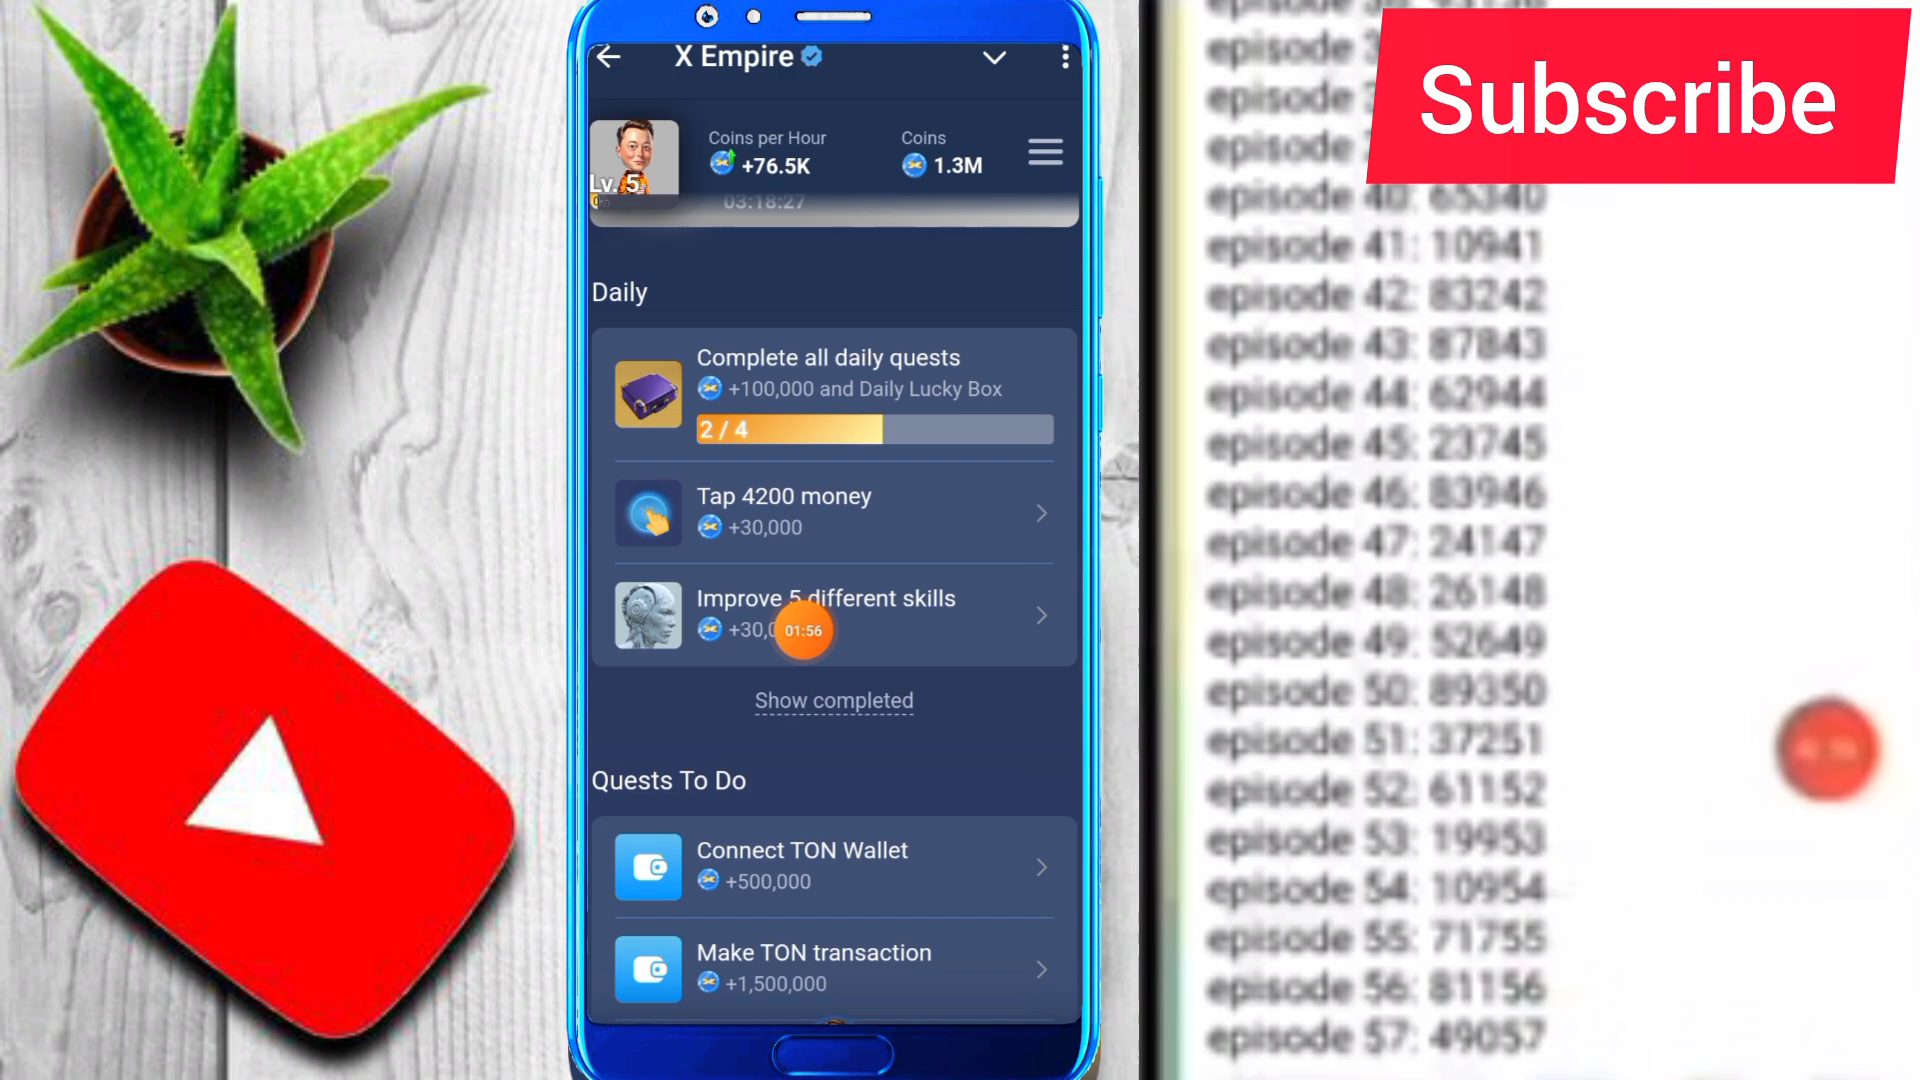 X Empire
Coins per Hour
+76.5K
Coins
1.3M
Lv. 5
03:18:27
Daily
Complete all daily quests
+100,000 and Daily Lucky Box
2 / 4
Tap 4200 money
+30,000
Improve 5 different skills
01:56
Show completed
Quests To Do
Connect TON Wallet
+500,000
Make TON transaction
+1,500,000
Subscribe
episode
episode
episode
episode 40: 65340
episode 41: 10941
episode 42: 83242
episode 43: 87843
episode 44: 62944
episode 45: 23745
episode 46: 83946
episode 47: 24147
episode 48: 26148
episode 49: 52649
episode 50: 89350
episode 51: 37251
episode 52: 61152
episode 53: 19953
episode 54: 10954
episode 55: 71755
episode 56: 81156
episode 57: 49057